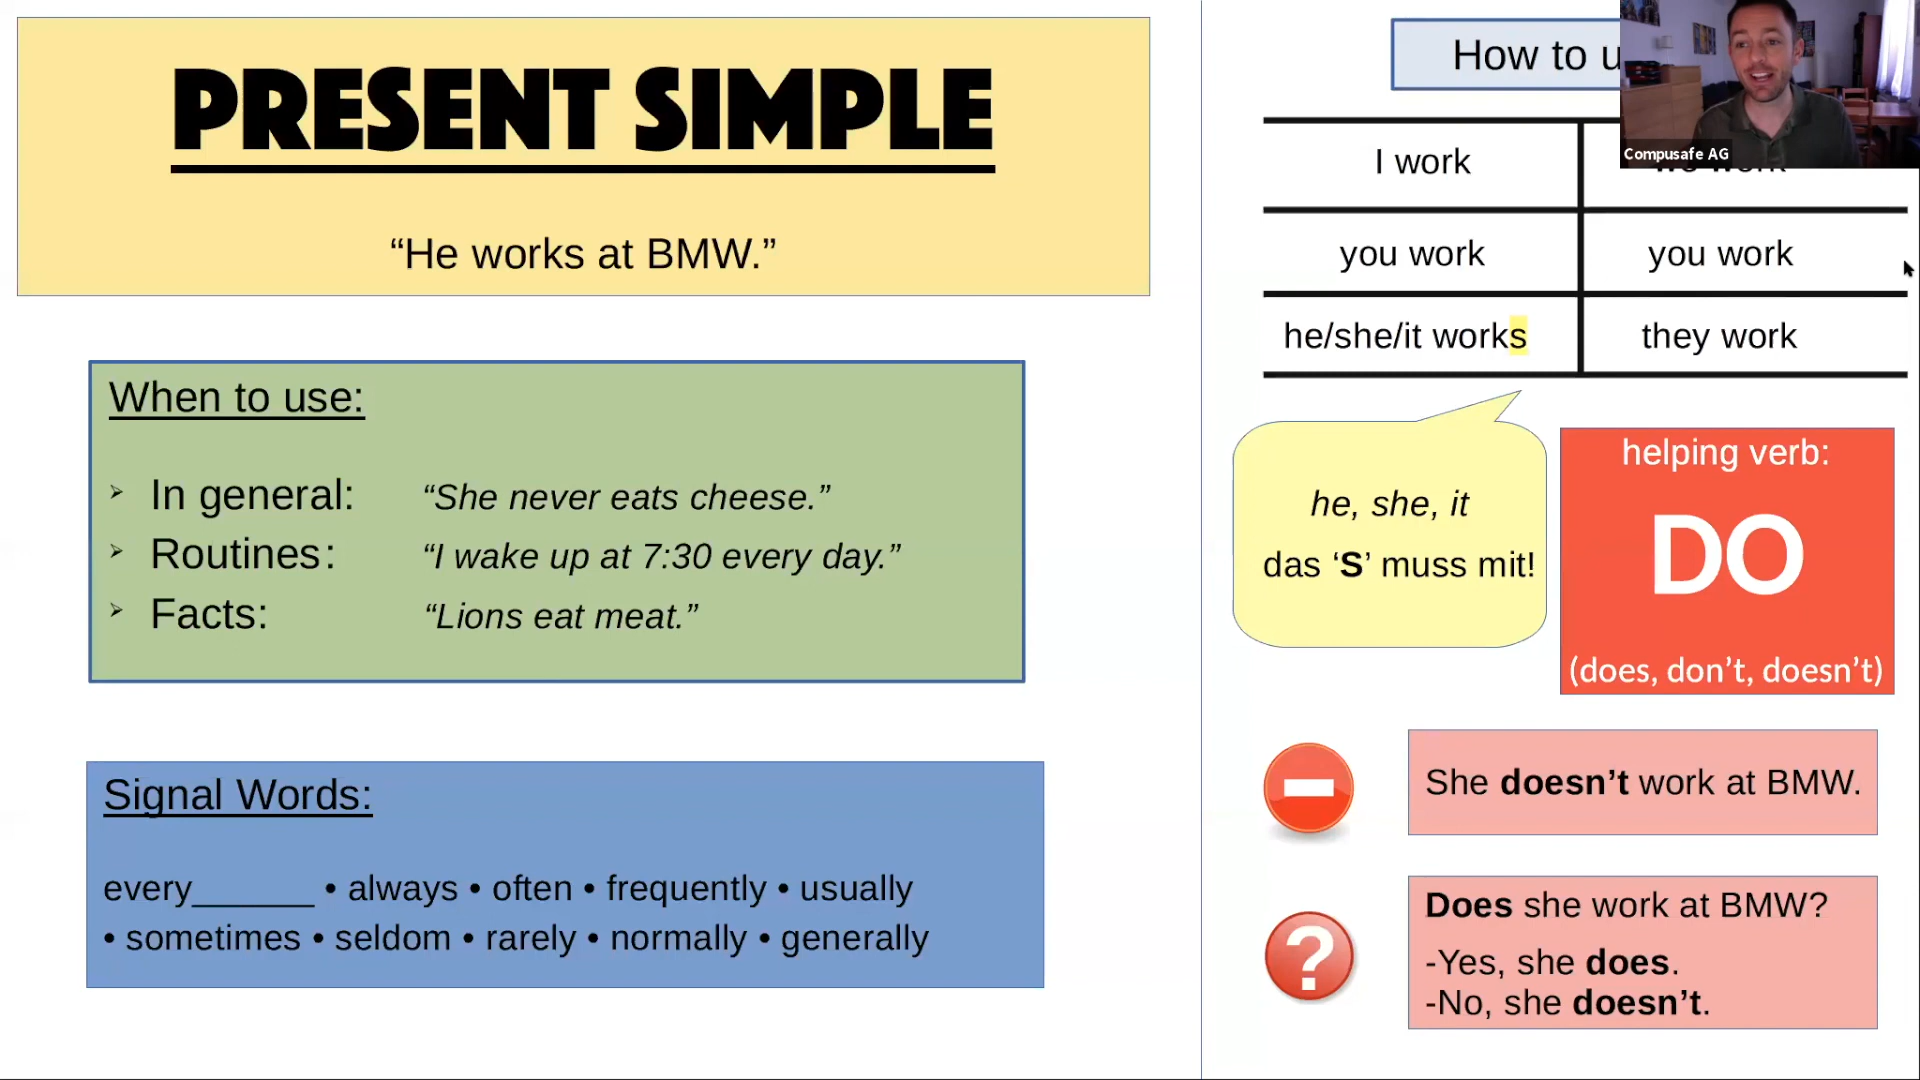 PRESENT SIMPLE
“He works at BMW.”
When to use:
➢ In general: “She never eats cheese.”
➢ Routines: “I wake up at 7:30 every day.”
➢ Facts: “Lions eat meat.”
Signal Words:
every______ • always • often • frequently • usually
• sometimes • seldom • rarely • normally • generally
How to
Compusafe AG
I work
you work you work
he/she/it works they work
he, she, it
das ‘S’ muss mit!
helping verb:
DO
(does, don’t, doesn’t)
She doesn’t work at BMW.
?
Does she work at BMW?
-Yes, she does.
-No, she doesn’t.